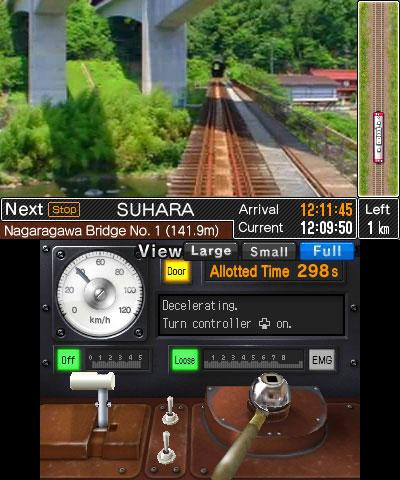 Next Stop SUHARA
Nagaragawa Bridge No. 1 (141.9m)
Arrival 12:11:45
Current 12:09:50
Left
1 km
View Large Small Full
Door
Allotted Time 298s
0 20 40 60 80 100 120
km/h
Decelerating.
Turn controller on.
Off 0 1 2 3 4 5
Loose 0 1 2 3 4 5 6 7 8 EMG